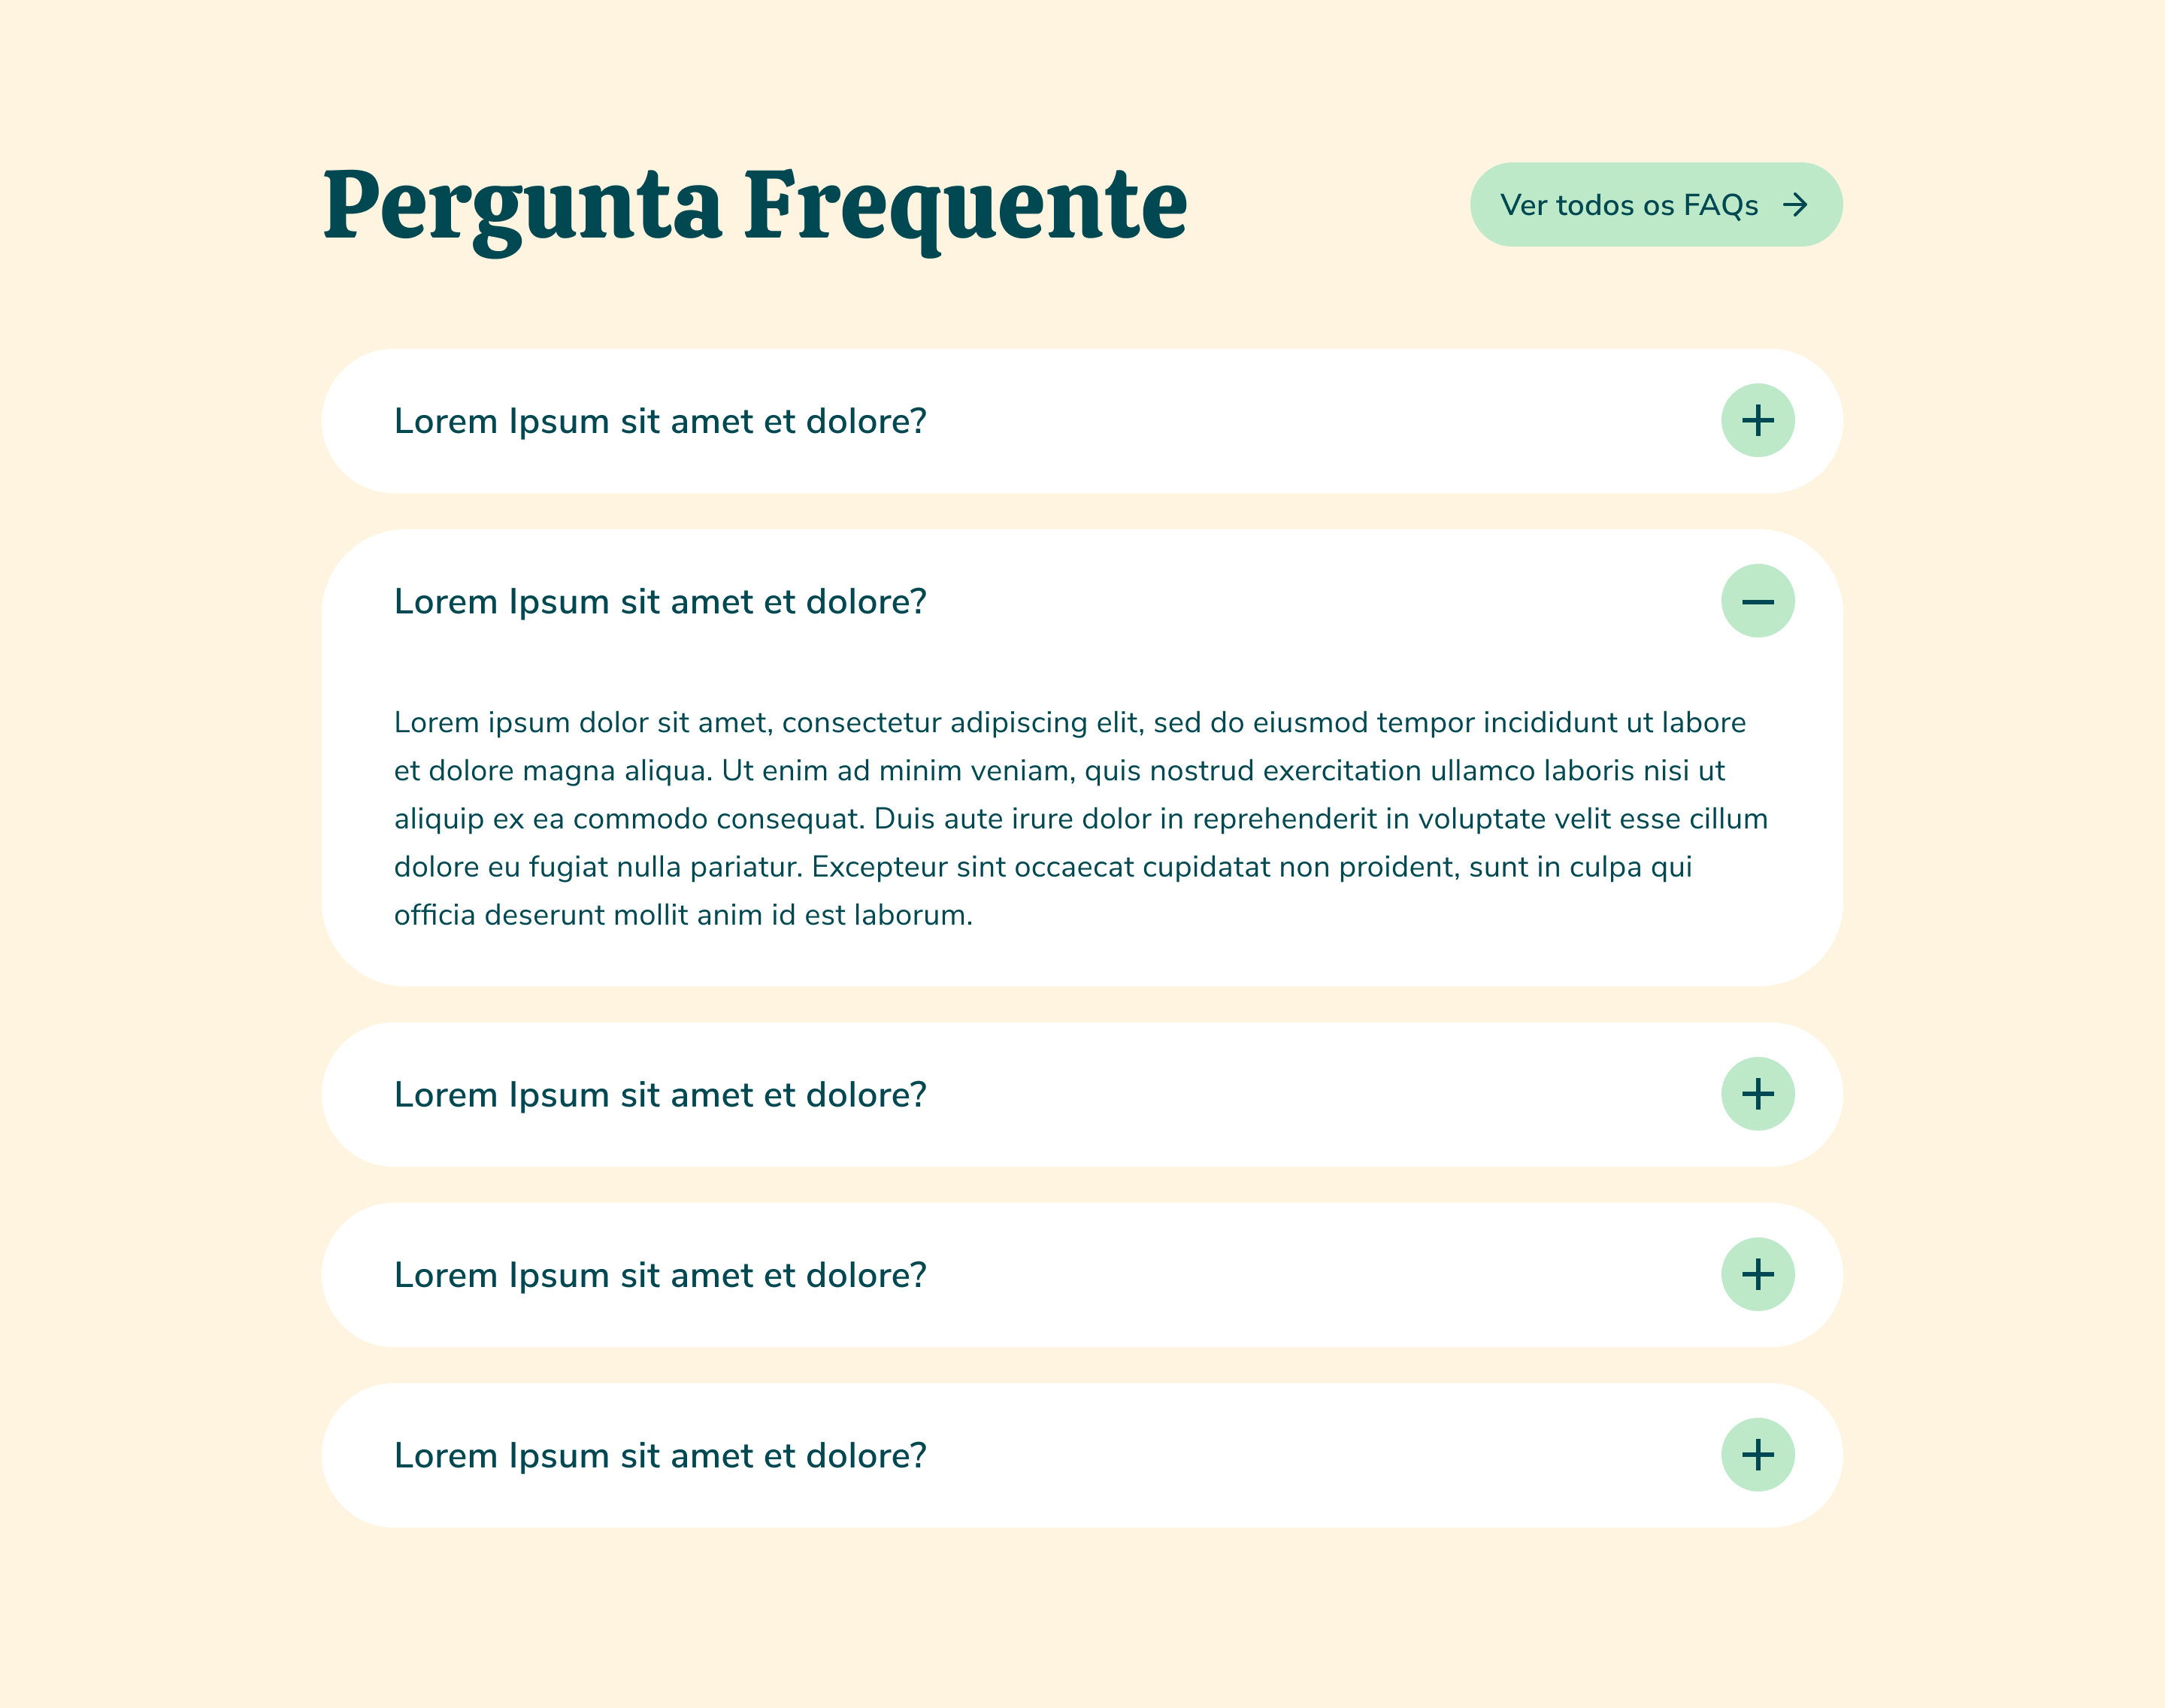 Pergunta Frequente
Ver todos os FAQs
Lorem Ipsum sit amet et dolore?
Lorem Ipsum sit amet et dolore?
Lorem ipsum dolor sit amet, consectetur adipiscing elit, sed do eiusmod tempor incididunt ut labore
et dolore magna aliqua. Ut enim ad minim veniam, quis nostrud exercitation ullamco laboris nisi ut
aliquip ex ea commodo consequat. Duis aute irure dolor in reprehenderit in voluptate velit esse cillum
dolore eu fugiat nulla pariatur. Excepteur sint occaecat cupidatat non proident, sunt in culpa qui
officia deserunt mollit anim id est laborum.
Lorem Ipsum sit amet et dolore?
Lorem Ipsum sit amet et dolore?
Lorem Ipsum sit amet et dolore?